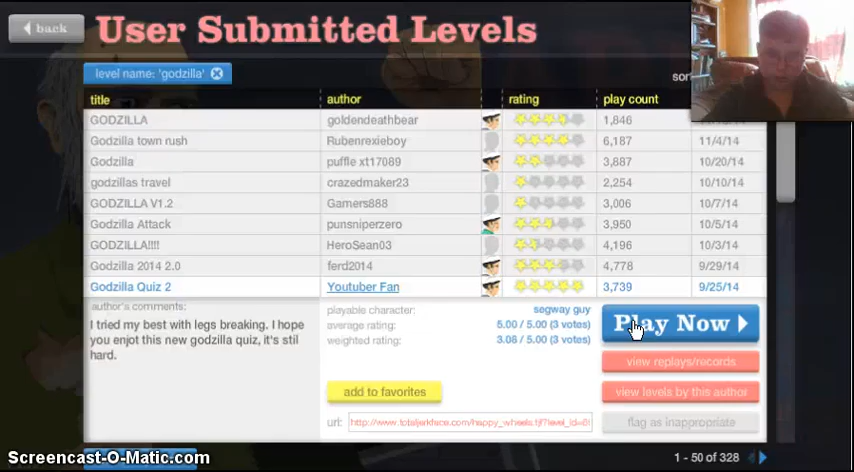 back
User Submitted Levels
level name: 'godzilla'
sor
title author rating play count
GODZILLA goldendeathbear 1,846
Godzilla town rush Rubenrexieboy 6,187 11/4/14
Godzilla puffle xt17089 3,887 10/20/14
godzillas travel crazedmaker23 2,254 10/10/14
GODZILLA V1.2 Gamers888 3,006 10/7/14
Godzilla Attack punsniperzero 3,950 10/5/14
GODZILLA!!!! HeroSean03 4,196 10/3/14
Godzilla 2014 2.0 ferd2014 4,778 9/29/14
Godzilla Quiz 2 Youtuber Fan 3,739 9/25/14
author's comments:
I tried my best with legs breaking. I hope
you enjot this new godzilla quiz, it's stil
hard.
playable character: segway guy
average rating: 5.00 / 5.00 (3 votes)
weighted rating: 3.08 / 5.00 (3 votes)
add to favorites
url: http://www.totaljerkface.com/happy_wheels.tjf?level_id=8
Play Now
view replays/records
view levels by this author
flag as inappropriate
Screencast-O-Matic.com
1 - 50 of 328